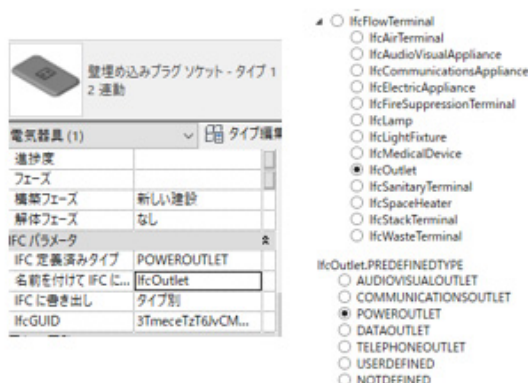 壁埋め込みプラグ ソケット - タイプ 1
2 連動
電気器具 (1)
タイプ編集
進捗度
フェーズ
構築フェーズ 新しい建設
解体フェーズ なし
IFC パラメータ
IFC 定義済みタイプ POWEROUTLET
名前を付けて IFC に... IfcOutlet
IFC に書き出し タイプ別
IfcGUID 3TmeceTzT6JvCM...
IfcFlowTerminal
IfcAirTerminal
IfcAudioVisualAppliance
IfcCommunicationsAppliance
IfcElectricAppliance
IfcFireSuppressionTerminal
IfcLamp
IfcLightFixture
IfcMedicalDevice
IfcOutlet
IfcSanitaryTerminal
IfcSpaceHeater
IfcStackTerminal
IfcWasteTerminal
IfcOutlet.PREDEFINEDTYPE
AUDIOVISUALOUTLET
COMMUNICATIONSOUTLET
POWEROUTLET
DATAOUTLET
TELEPHONEOUTLET
USERDEFINED
NOTDEFINED